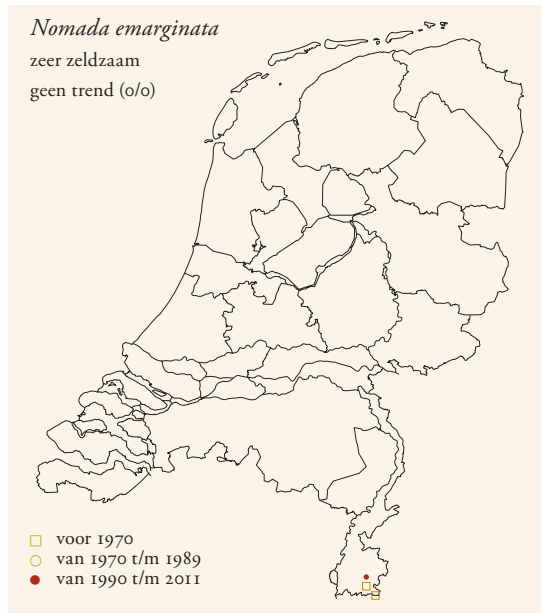 Nomada emarginata
zeer zeldzaam
geen trend (0/0)
voor 1970
van 1970 t/m 1989
van 1990 t/m 2011